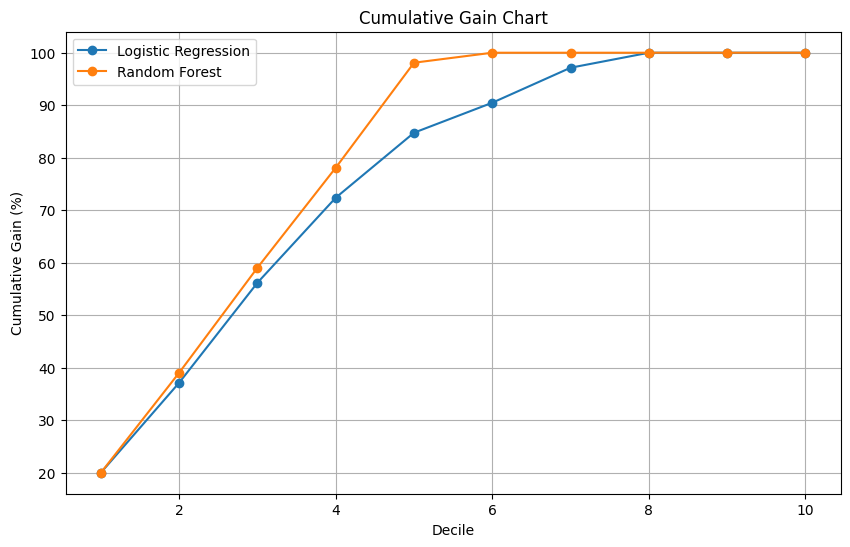 Cumulative Gain Chart
Logistic Regression
Random Forest
100
90
80
70
60
50
40
30
20
Cumulative Gain (%)
2 4 6 8 10
Decile